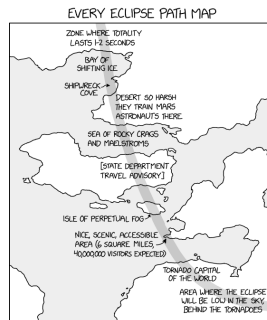 EVERY ECLIPSE PATH MAP
ZONE WHERE TOTALITY
LASTS 1-2 SECONDS
BAY OF
SHIFTING ICE
SHIPWRECK
COVE
DESERT SO HARSH
THEY TRAIN MARS
ASTRONAUTS THERE
SEA OF ROCKY CRAGS
AND MAELSTROMS
[STATE DEPARTMENT
TRAVEL ADVISORY]
ISLE OF PERPETUAL FOG
NICE, SCENIC, ACCESSIBLE
AREA (6 SQUARE MILES,
40,000,000 VISITORS EXPECTED)
TORNADO CAPITAL
OF THE WORLD
AREA WHERE THE ECLIPSE
WILL BE LOW IN THE SKY,
BEHIND THE TORNADOES